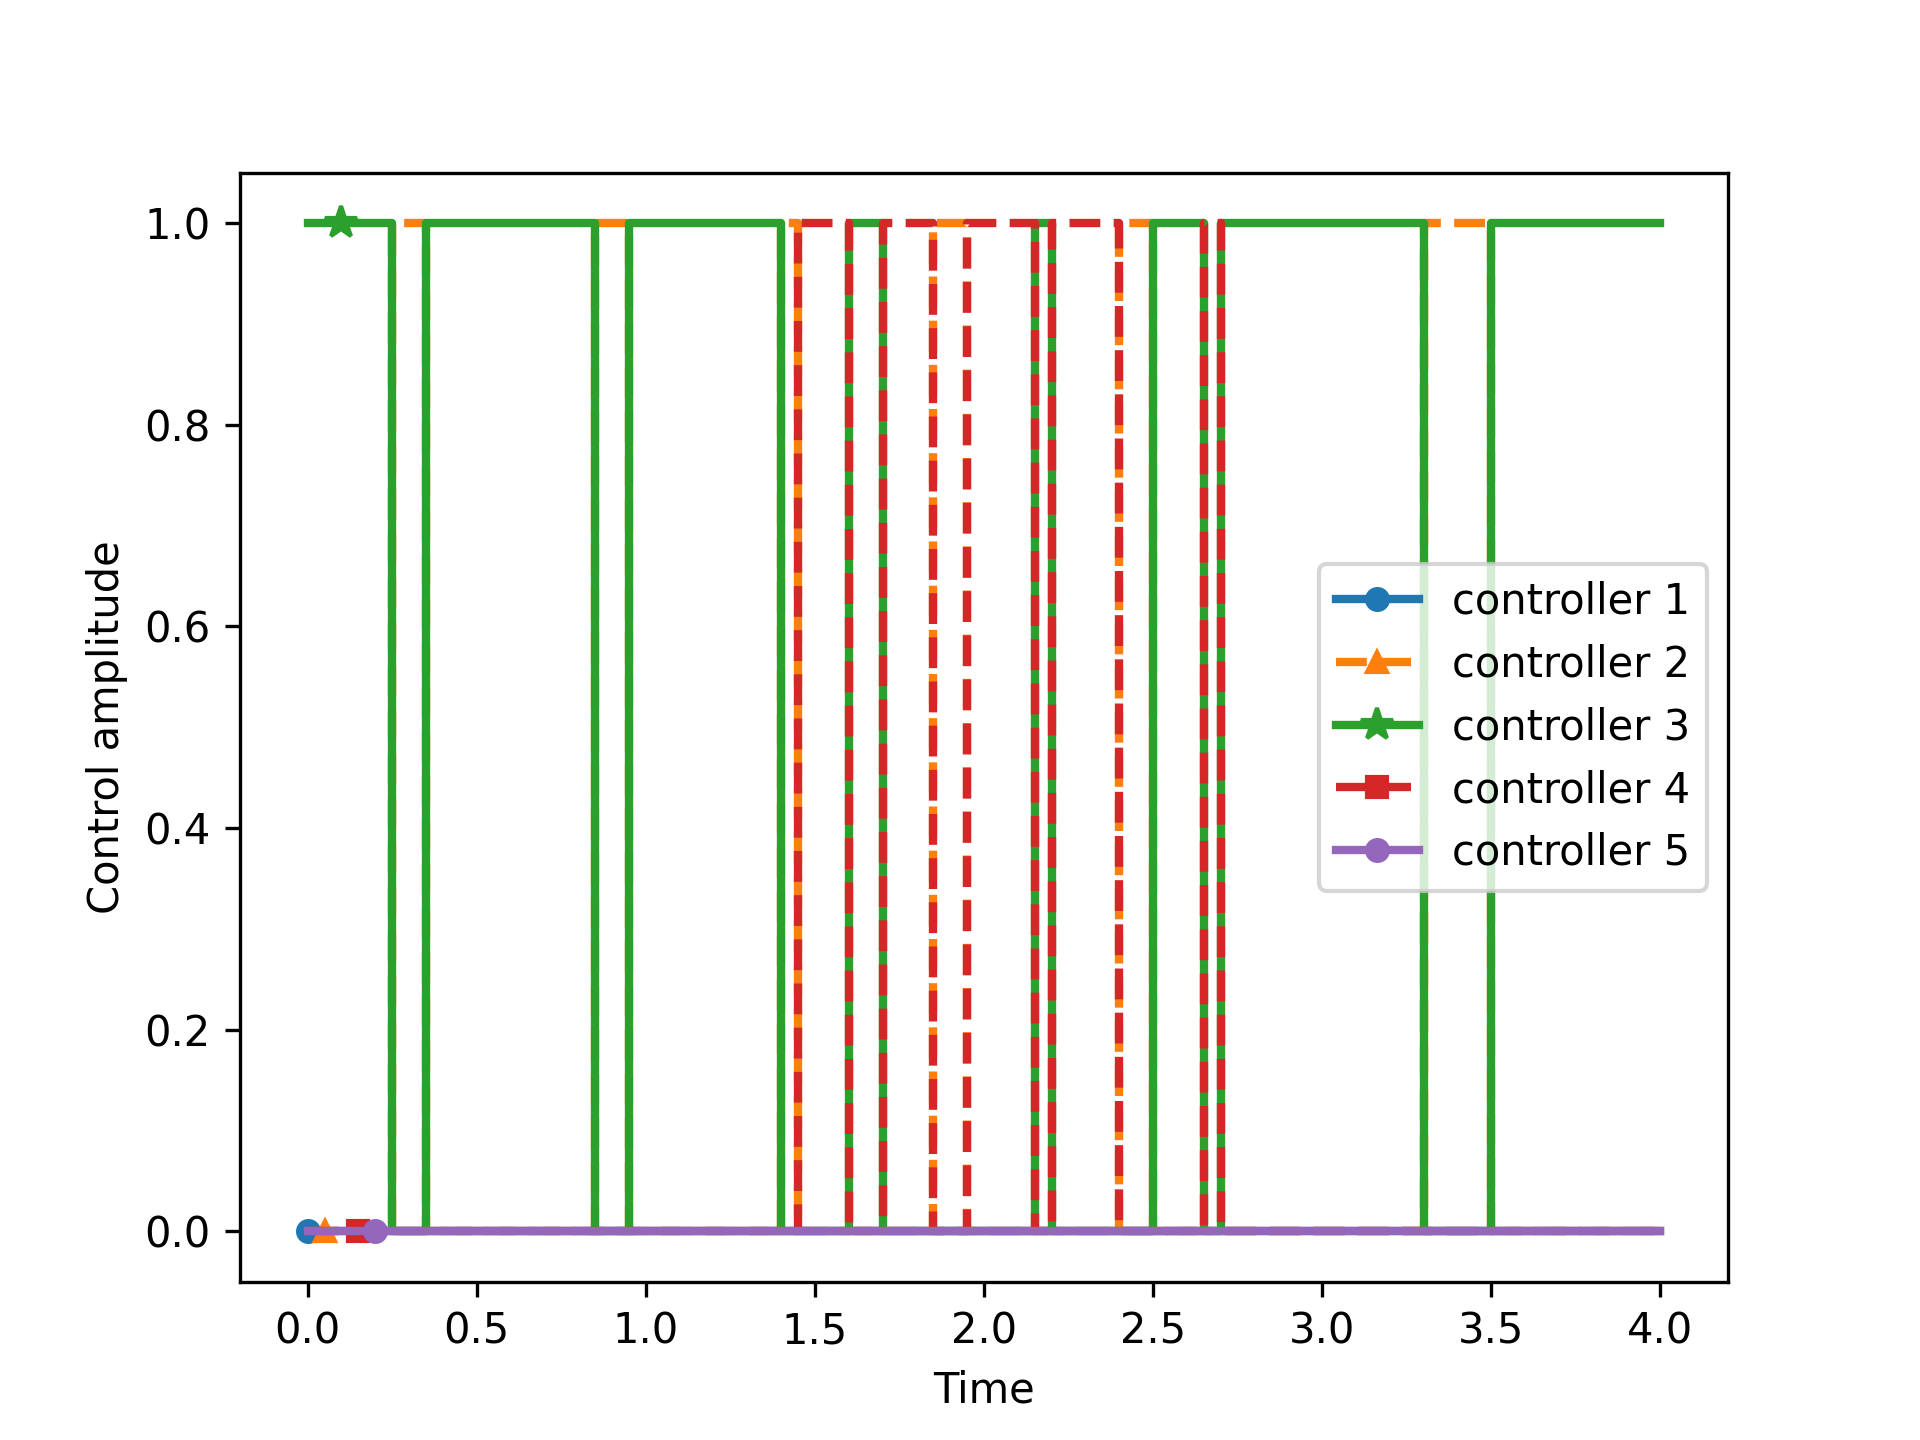 1.0
0.8
0.6
0.4
0.2
0.0
Control amplitude
controller 1
controller 2
controller 3
controller 4
controller 5
0.0 0.5 1.0 1.5 2.0 2.5 3.0 3.5 4.0
Time